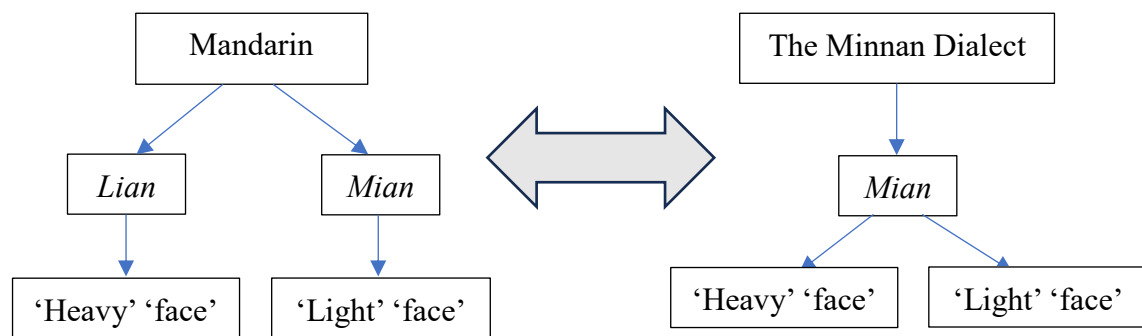 Mandarin
The Minnan Dialect
Lian
Mian
Mian
‘Heavy’ ‘face’
‘Light’ ‘face’
‘Heavy’ ‘face’
‘Light’ ‘face’